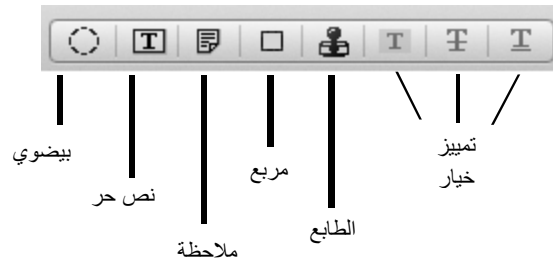 T T T T
بيضوي
نص حر
ملاحظة
مربع
الطابع
تمييز
خيار